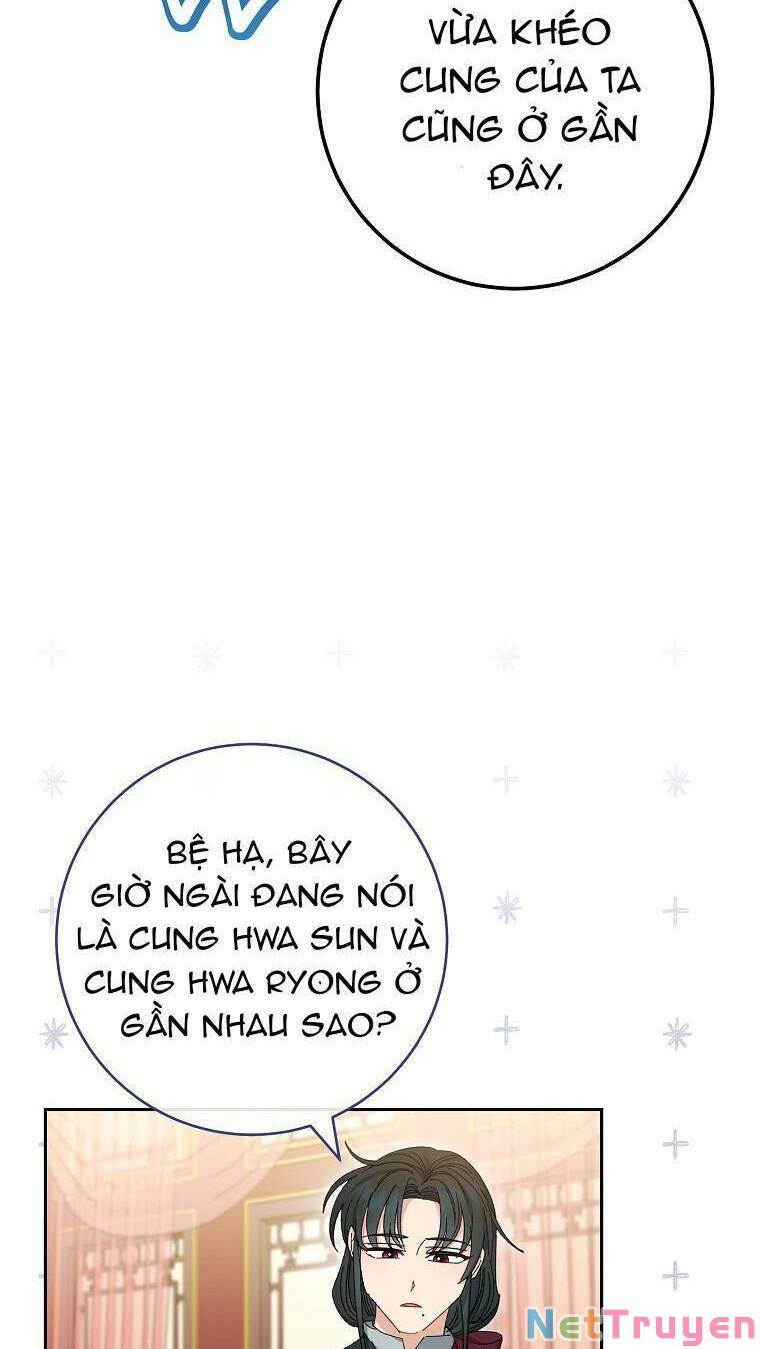 VỪA KHÉO
CUNG CỦA TA
CŨNG Ở GẦN
ĐÂY.
BỆ HẠ, BÂY
GIỜ NGÀI ĐANG NÓI
LÀ CUNG HWA SUN VÀ
CUNG HWA RYONG Ở
GẦN NHAU SAO?
NetTruyen